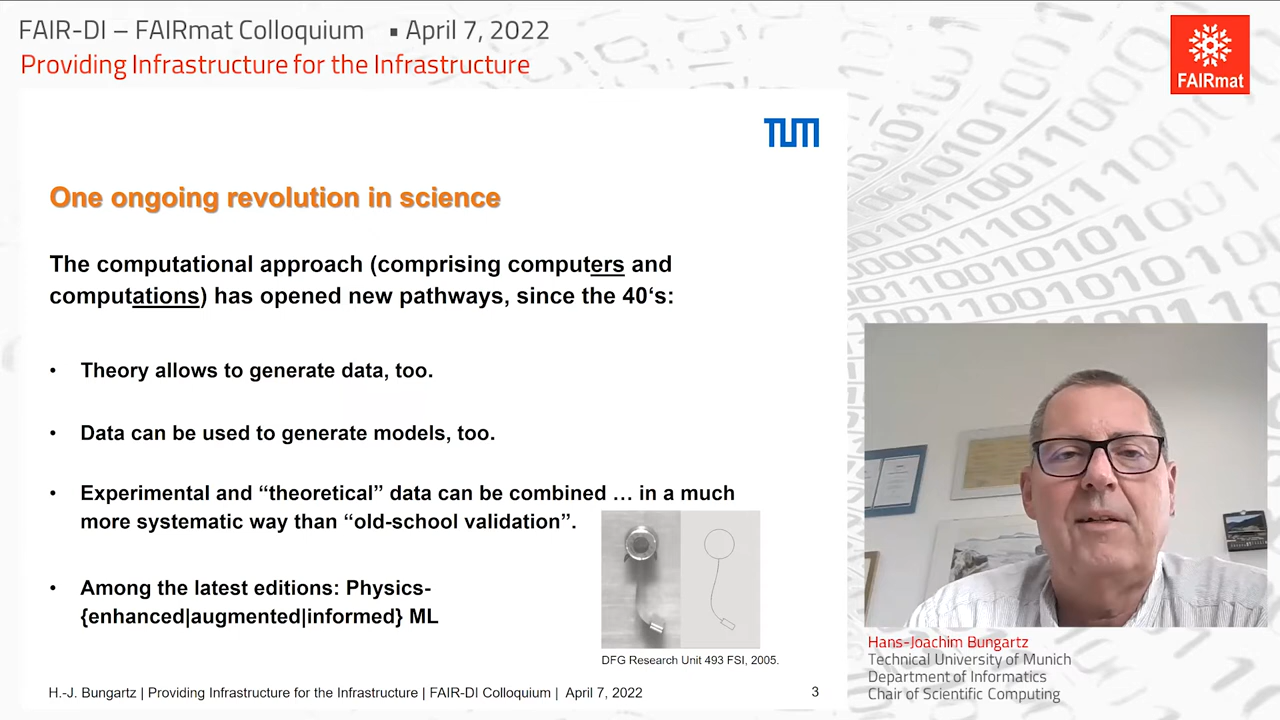 FAIR-DI – FAIRmat Colloquium ▪ April 7, 2022
Providing Infrastructure for the Infrastructure
FAIRmat
TUM
One ongoing revolution in science
The computational approach (comprising computers and
computations) has opened new pathways, since the 40‘s:
• Theory allows to generate data, too.
• Data can be used to generate models, too.
• Experimental and “theoretical” data can be combined … in a much
more systematic way than “old-school validation”.
• Among the latest editions: Physics-
{enhanced|augmented|informed} ML
DFG Research Unit 493 FSI, 2005.
H.-J. Bungartz | Providing Infrastructure for the Infrastructure | FAIR-DI Colloquium | April 7, 2022
3
Hans-Joachim Bungartz
Technical University of Munich
Department of Informatics
Chair of Scientific Computing